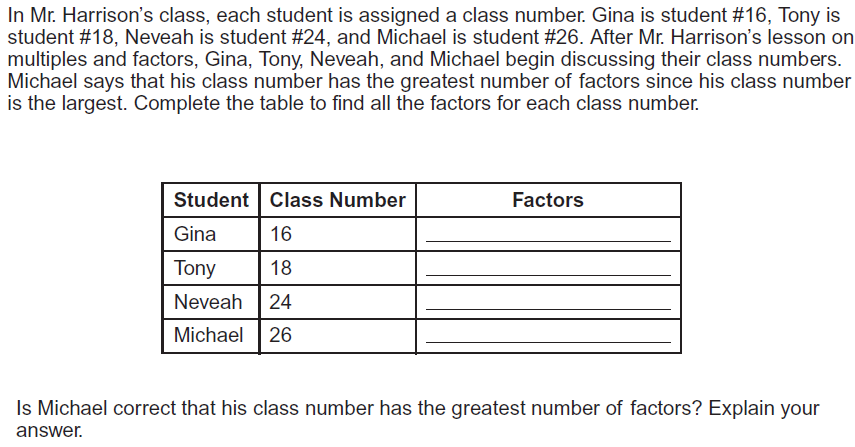 In Mr. Harrison’s class, each student is assigned a class number. Gina is student #16, Tony is
student #18, Neveah is student #24, and Michael is student #26. After Mr. Harrison’s lesson on
multiples and factors, Gina, Tony, Neveah, and Michael begin discussing their class numbers.
Michael says that his class number has the greatest number of factors since his class number
is the largest. Complete the table to find all the factors for each class number.
Student Class Number Factors
Gina 16
Tony 18
Neveah 24
Michael 26
Is Michael correct that his class number has the greatest number of factors? Explain your
answer.